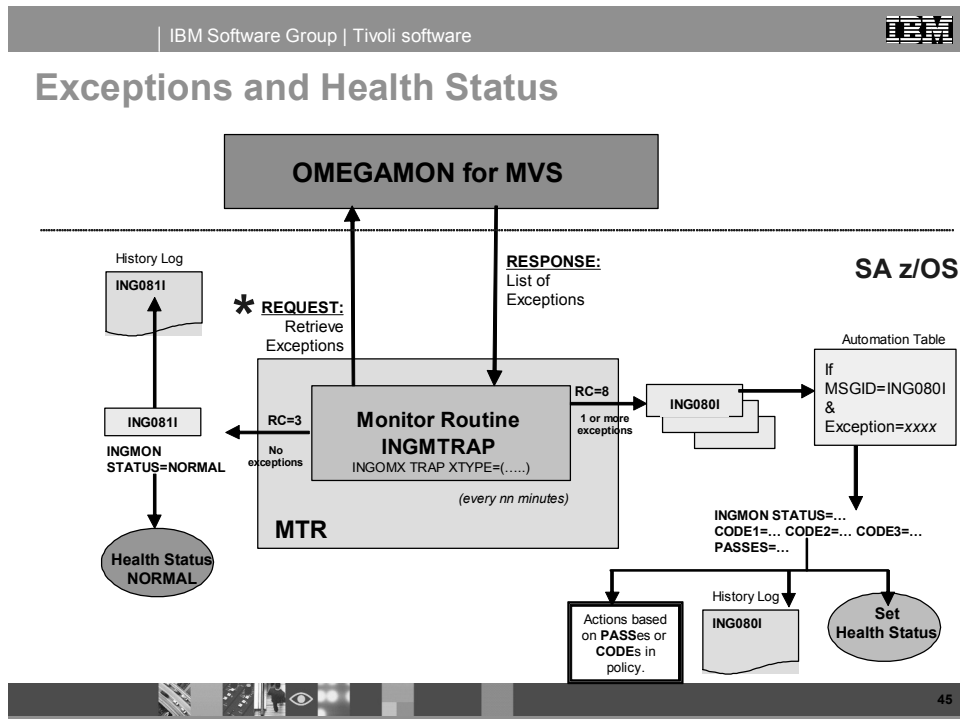 IBM Software Group | Tivoli software
IBM
Exceptions and Health Status
OMEGAMON for MVS
SA z/OS
History Log
ING081I
* REQUEST:
Retrieve
Exceptions
RESPONSE:
List of
Exceptions
Automation Table
If
MSGID=ING080I
&
Exception=xxxx
ING081I
RC=3
No
exceptions
Monitor Routine
INGMTRAP
INGOMX TRAP XTYPE=(…..)
RC=8
1 or more
exceptions
ING080I
INGMON
STATUS=NORMAL
(every nn minutes)
MTR
Health Status
NORMAL
INGMON STATUS=…
CODE1=… CODE2=… CODE3=…
PASSES=…
Actions based
on PASSes or
CODEs in
policy.
History Log
ING080I
Set
Health Status
45